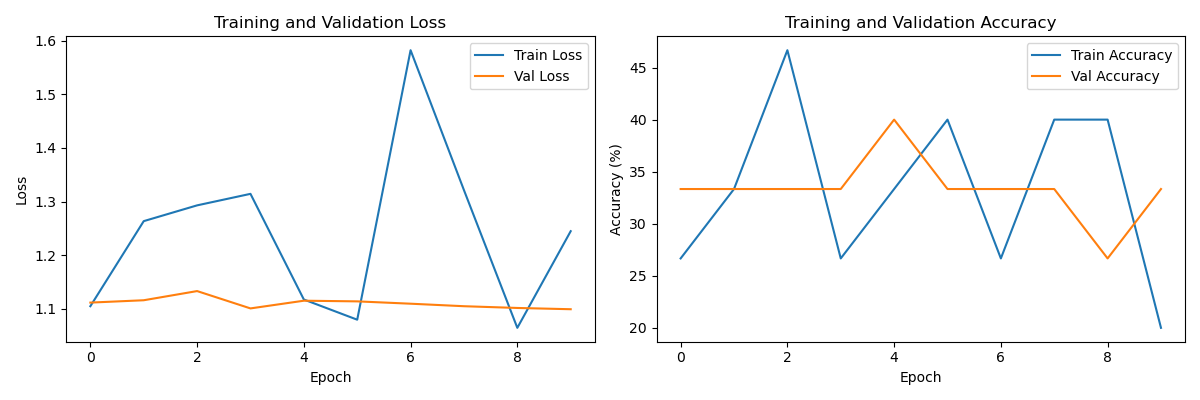 Training and Validation Loss
1.6
1.5
1.4
1.3
1.2
1.1
Loss
0
2
4
6
8
Epoch
Train Loss
Val Loss
Training and Validation Accuracy
45
40
35
30
25
20
Accuracy (%)
0
2
4
6
8
Epoch
Train Accuracy
Val Accuracy